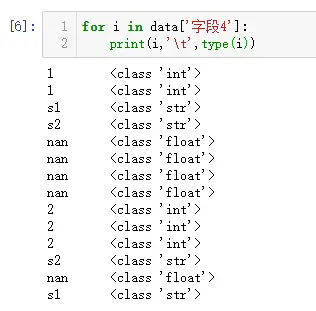 [6]: 1 for i in data['字段4']:
2 print(i,'\t',type(i))
1 <class 'int'>
1 <class 'int'>
s1 <class 'str'>
s2 <class 'str'>
nan <class 'float'>
nan <class 'float'>
nan <class 'float'>
nan <class 'float'>
2 <class 'int'>
2 <class 'int'>
2 <class 'int'>
s2 <class 'str'>
nan <class 'float'>
s1 <class 'str'>